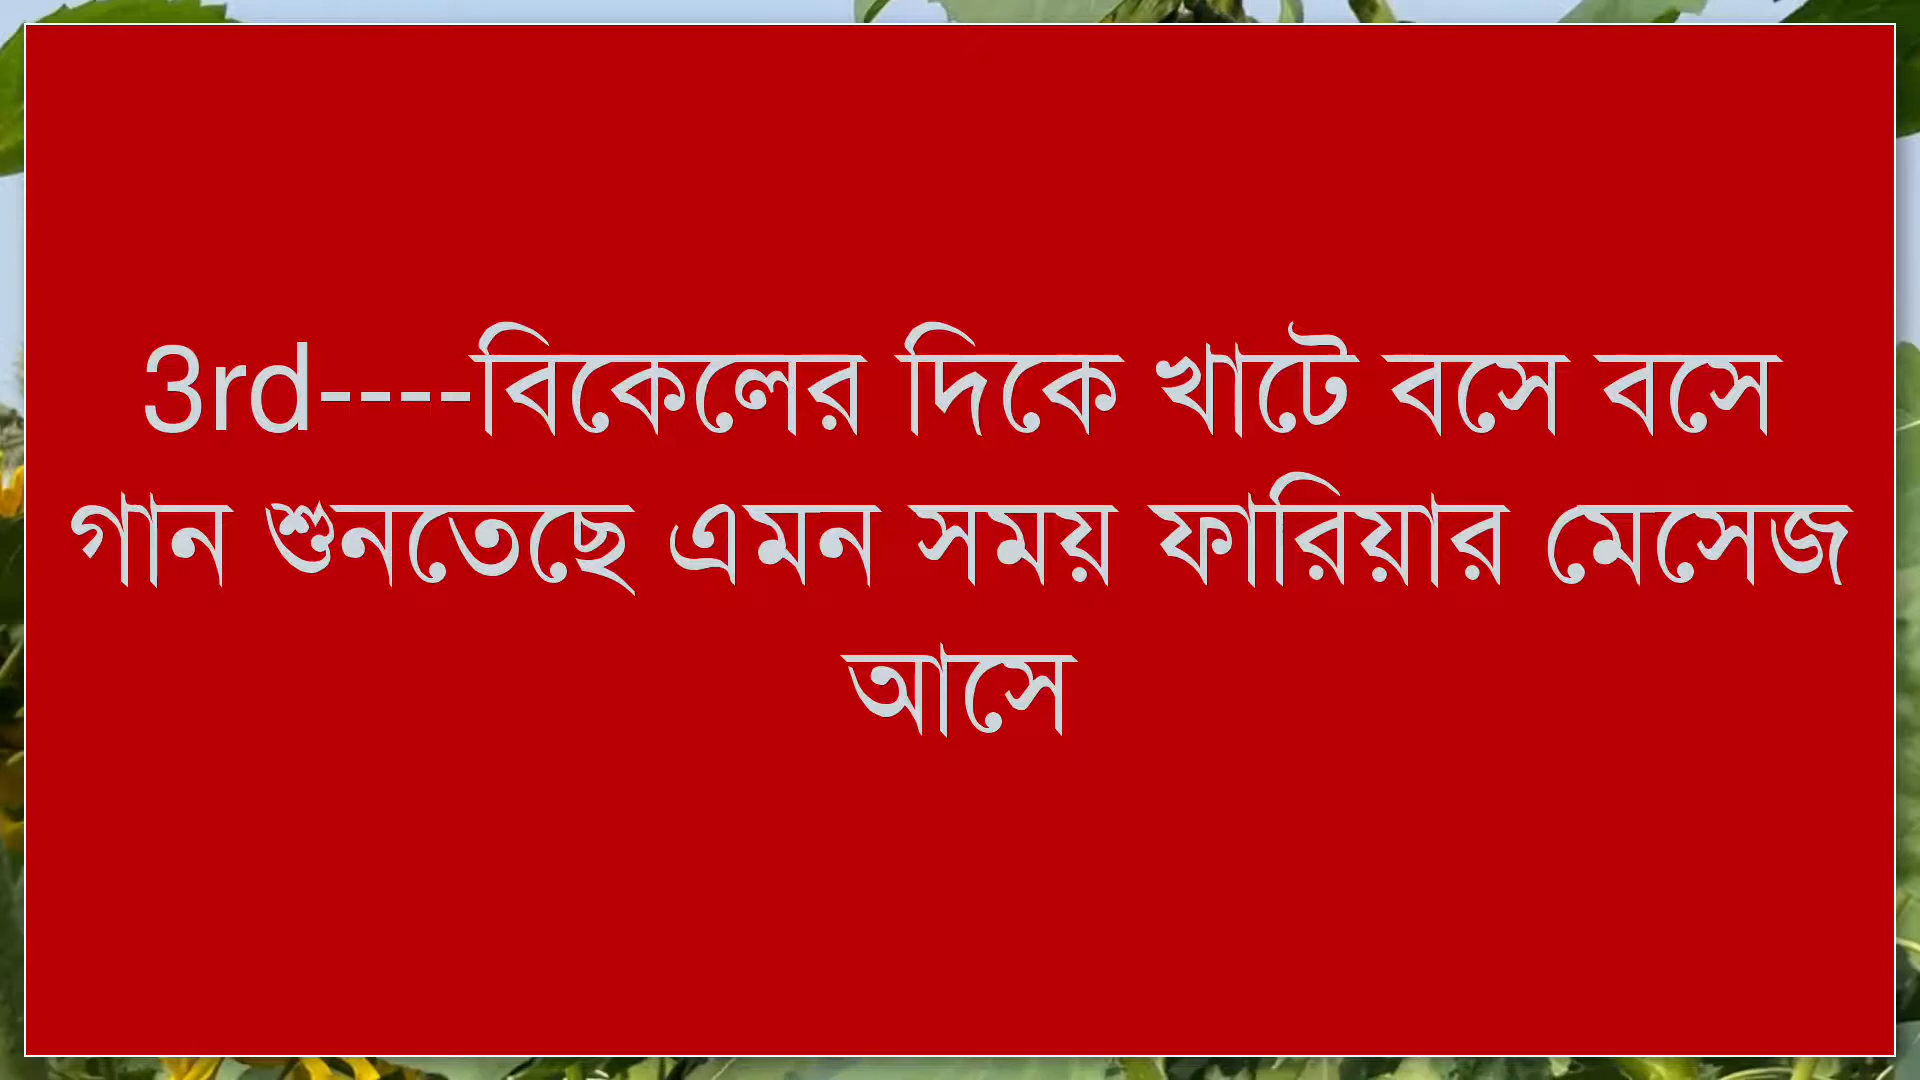 3rd----বিকেলের দিকে খাটে বসে বসে
গান শুনতেছে এমন সময় ফারিয়ার মেসেজ
আসে